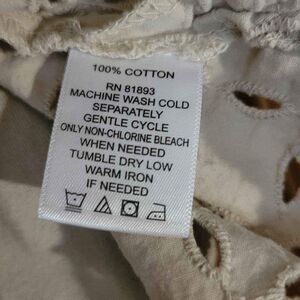 100% COTTON
RN 81893
MACHINE WASH COLD
SEPARATELY
GENTLE CYCLE
ONLY NON-CHLORINE BLEACH
WHEN NEEDED
TUMBLE DRY LOW
WARM IRON
IF NEEDED